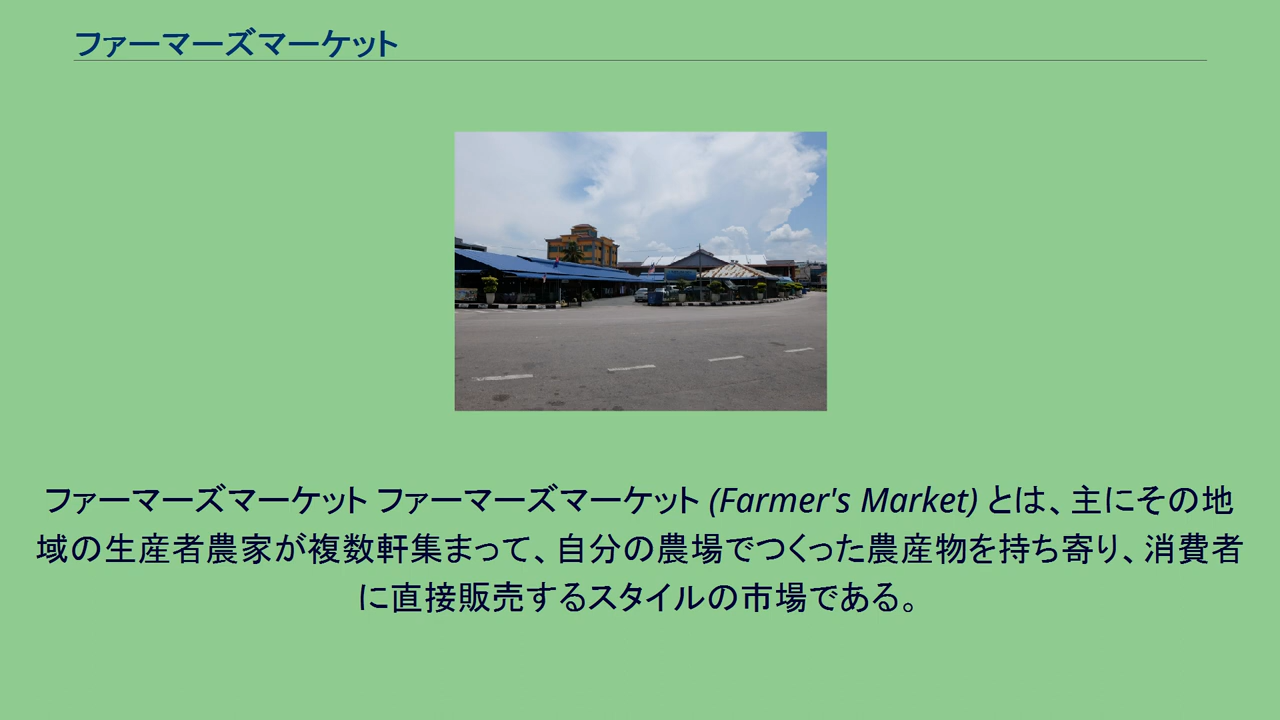 ファーマーズマーケット
ファーマーズマーケット ファーマーズマーケット (Farmer's Market) とは、主にその地
域の生産者農家が複数軒集まって、自分の農場でつくった農産物を持ち寄り、消費者
に直接販売するスタイルの市場である。